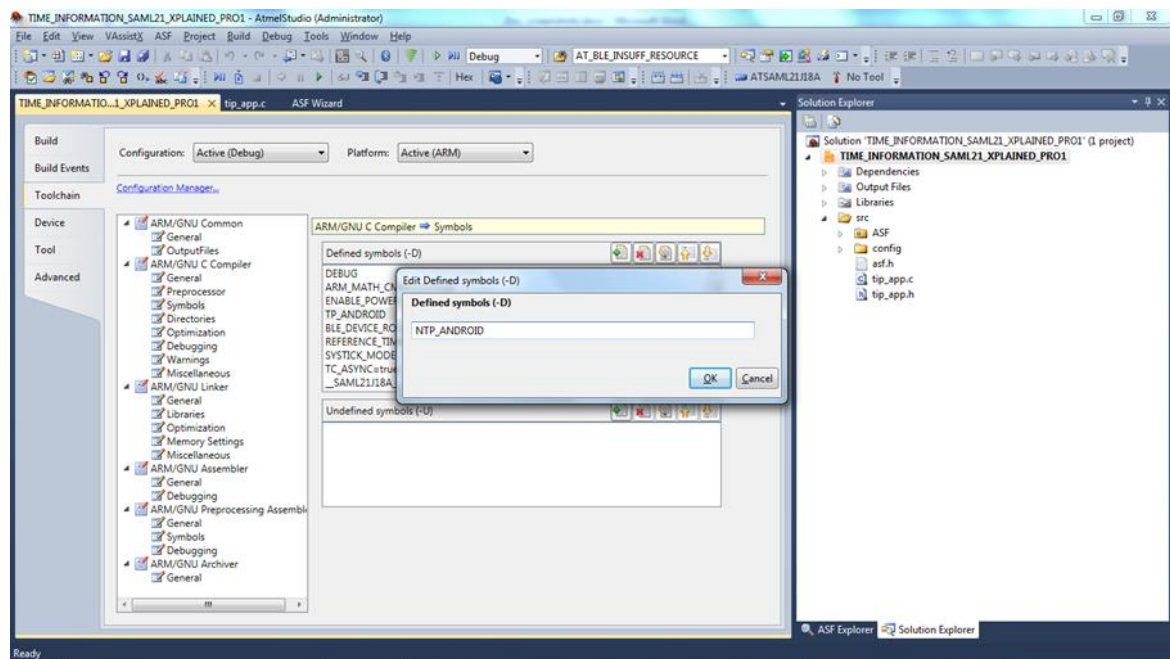 TIME_INFORMATION_SAML21_XPLAINED_PRO1 - AtmelStudio (Administrator)
File Edit View VAssistX ASF Project Build Debug Tools Window Help
Debug AT_BLE_INSUFF_RESOURCE
Hex ATSAML21J18A No Tool
TIME_INFORMATIO...1_XPLAINED_PRO1 tip_app.c ASF Wizard
Build
Build Events
Toolchain
Device
Tool
Advanced
Configuration: Active (Debug) Platform: Active (ARM)
Configuration Manager...
ARM/GNU Common
General
OutputFiles
ARM/GNU C Compiler
General
Preprocessor
Symbols
Directories
Optimization
Debugging
Warnings
Miscellaneous
ARM/GNU Linker
General
Libraries
Optimization
Memory Settings
Miscellaneous
ARM/GNU Assembler
General
Debugging
ARM/GNU Preprocessing Assembl
General
Symbols
Debugging
ARM/GNU Archiver
General
ARM/GNU C Compiler Symbols
Defined symbols (-D)
DEBUG
ARM_MATH_CM
ENABLE_POWE
TP_ANDROID
BLE_DEVICE_RO
REFERENCE_TIM
SYSTICK_MODE
TC_ASYNC=true
__SAML21J18A_
Edit Defined symbols (-D)
Defined symbols (-D)
NTP_ANDROID
OK Cancel
Undefined symbols (-U)
Solution Explorer
Solution 'TIME_INFORMATION_SAML21_XPLAINED_PRO1' (1 project)
TIME_INFORMATION_SAML21_XPLAINED_PRO1
Dependencies
Output Files
Libraries
src
ASF
config
asf.h
tip_app.c
tip_app.h
ASF Explorer Solution Explorer
Ready